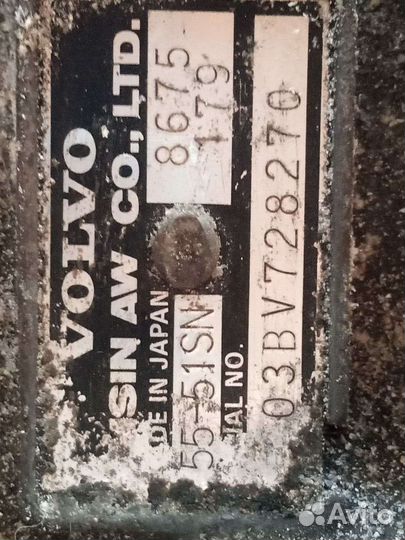 VOLVO
SIN AW CO., LTD.
DE IN JAPAN
8675
179
55-51SN
IAL NO.
03BV728270
Avito